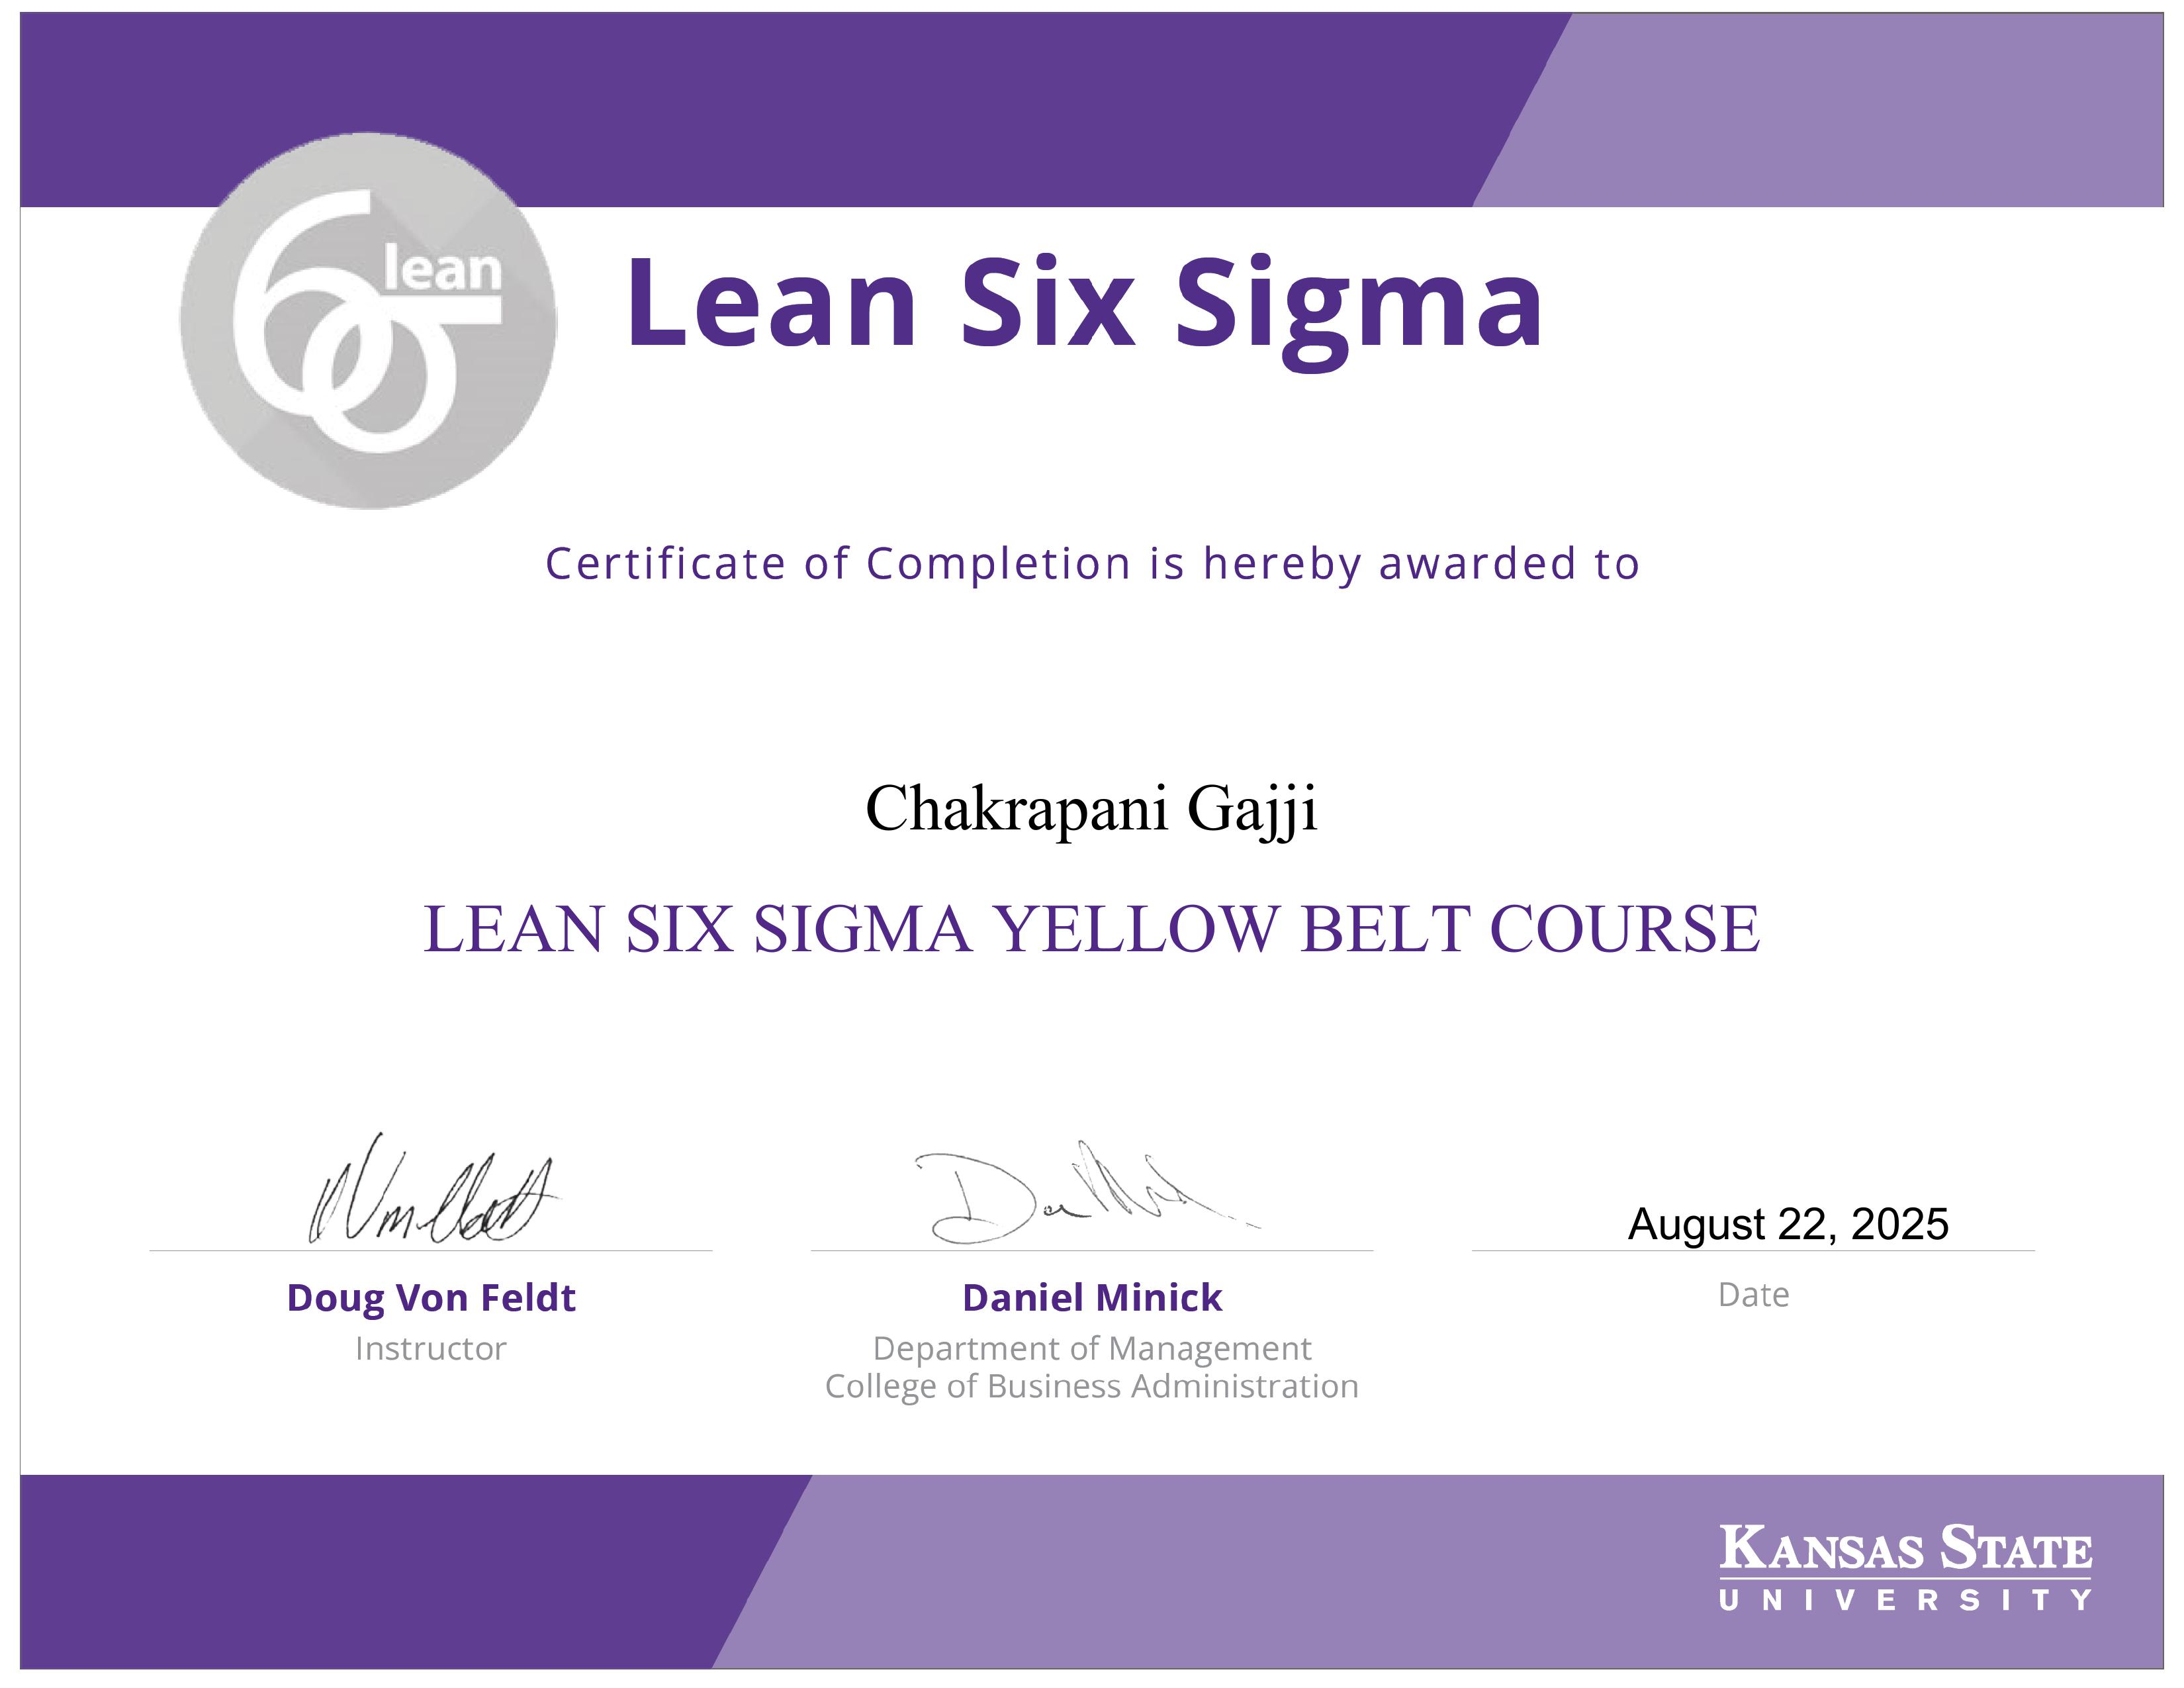 6σ lean
Lean Six Sigma
Certificate of Completion is hereby awarded to
Chakrapani Gajji
LEAN SIX SIGMA YELLOW BELT COURSE
August 22, 2025
Doug Von Feldt
Instructor
Daniel Minick
Department of Management
College of Business Administration
Date
KANSAS STATE
UNIVERSITY